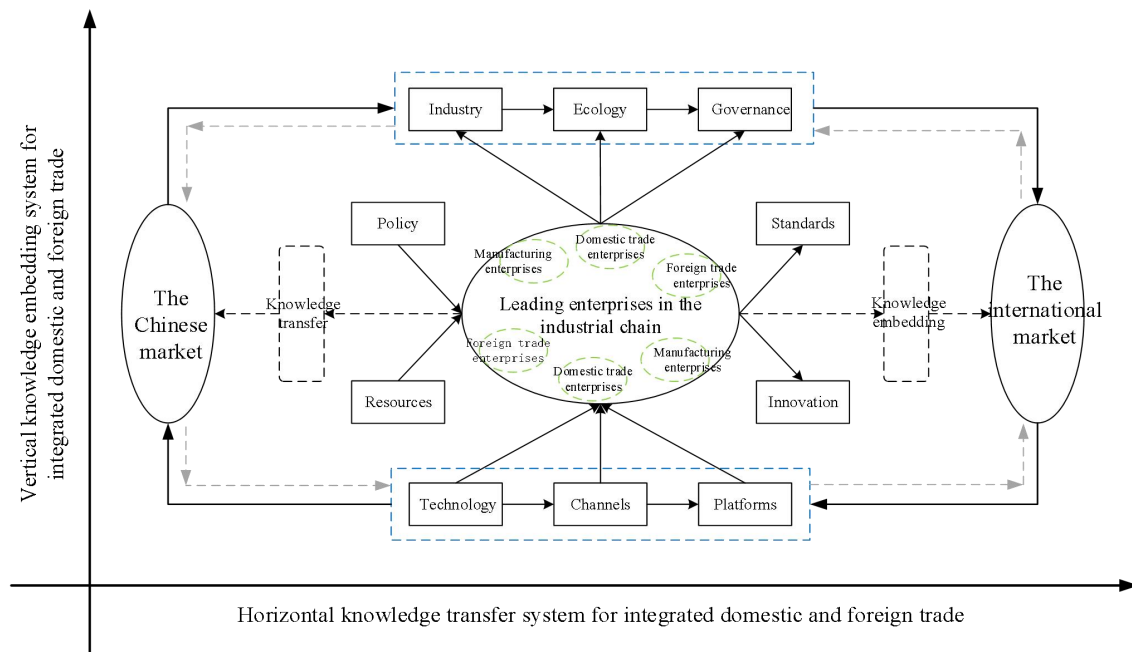 Vertical knowledge embedding system for
integrated domestic and foreign trade
Industry
Ecology
Governance
Policy
Standards
Manufacturing
enterprises
Domestic trade
enterprises
Foreign trade
enterprises
The
Chinese
market
Knowledge
transfer
Leading enterprises in the
industrial chain
Knowledge
embedding
The
international
market
Foreign trade
enterprises
Domestic trade
enterprises
Manufacturing
enterprises
Resources
Innovation
Technology
Channels
Platforms
Horizontal knowledge transfer system for integrated domestic and foreign trade